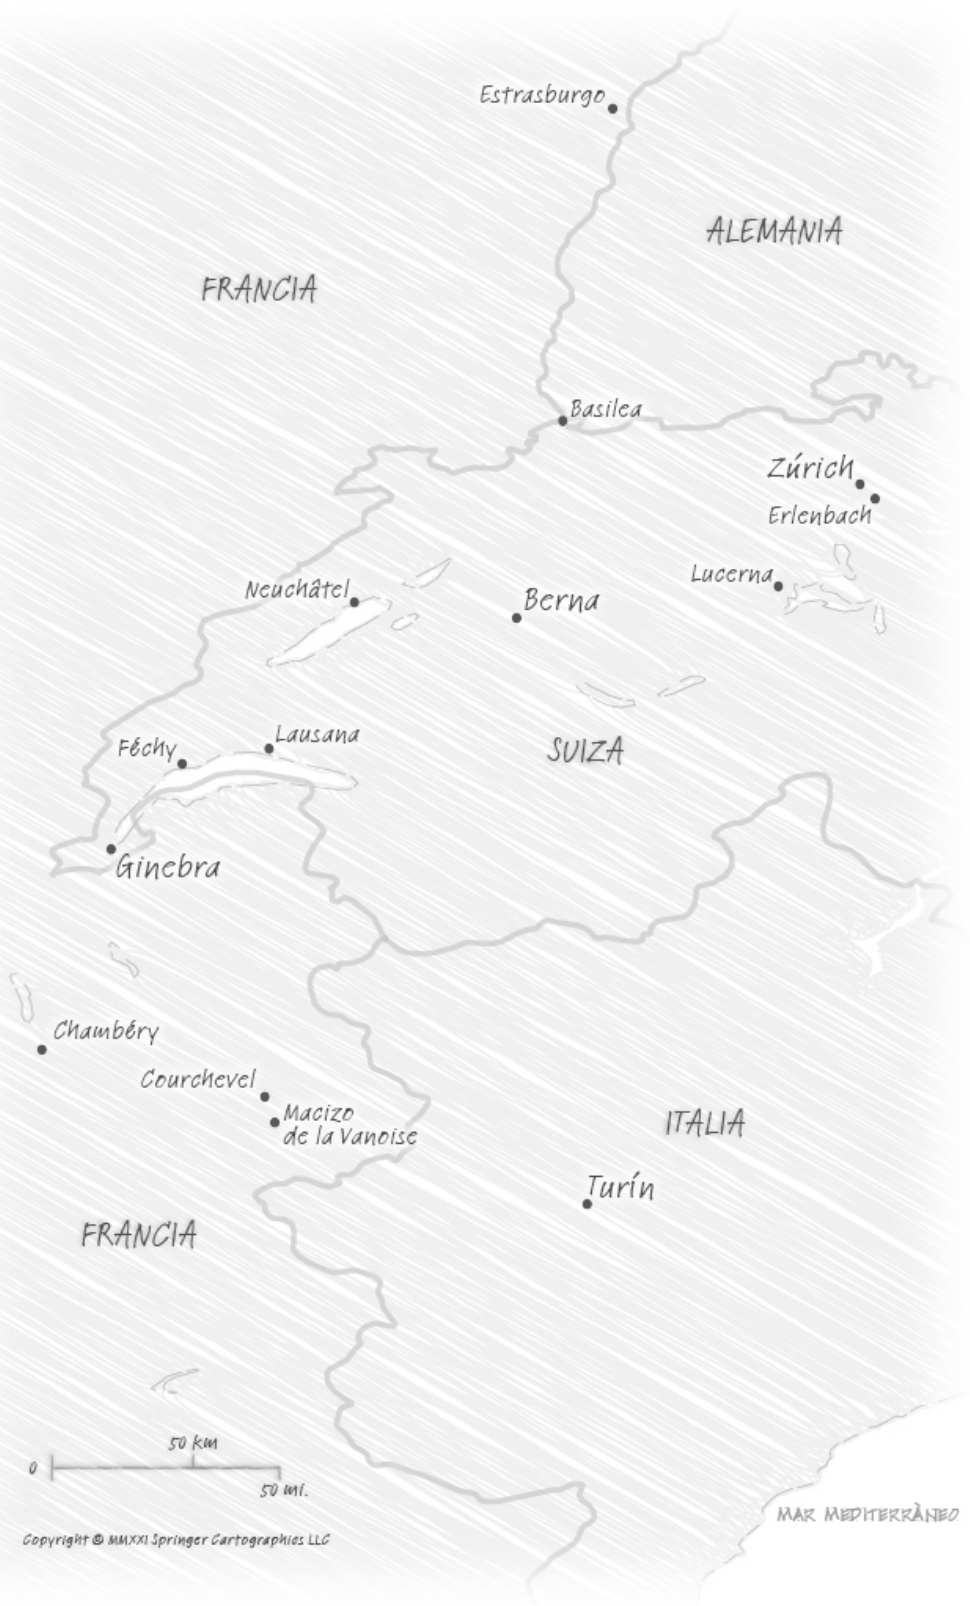 Estrasburgo
ALEMANIA
FRANCIA
Basilea
Zúrich
Erlenbach
Neuchâtel
Berna
Lucerna
Féchy
Lausana
SUIZA
Ginebra
Chambéry
Courchevel
Macizo
de la Vanoise
ITALIA
Turín
FRANCIA
50 km
0
50 mi.
MAR MEDITERRÀNEO
Copyright © MMXXI Springer Cartographics LLC